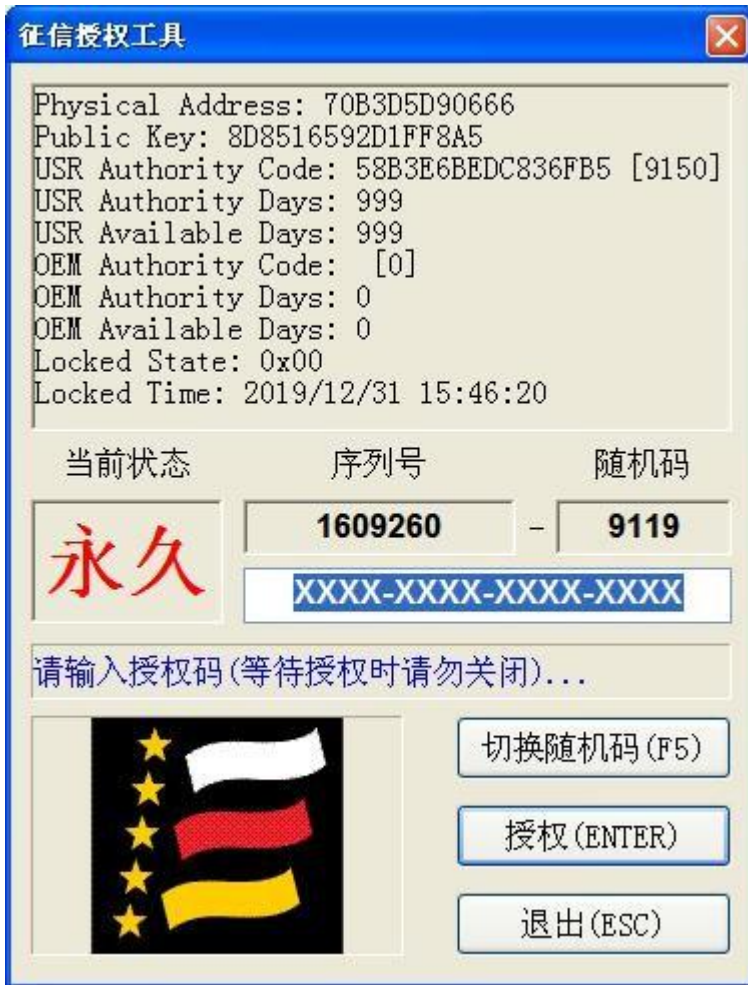 征信授权工具
Physical Address: 70B3D5D90666
Public Key: 8D8516592D1FF8A5
USR Authority Code: 58B3E6BEDC836FB5 [9150]
USR Authority Days: 999
USR Available Days: 999
OEM Authority Code:  [0]
OEM Authority Days: 0
OEM Available Days: 0
Locked State: 0x00
Locked Time: 2019/12/31 15:46:20
当前状态 序列号 随机码
永久 1609260 - 9119
XXXX-XXXX-XXXX-XXXX
请输入授权码(等待授权时请勿关闭)...
切换随机码(F5)
授权(ENTER)
退出(ESC)